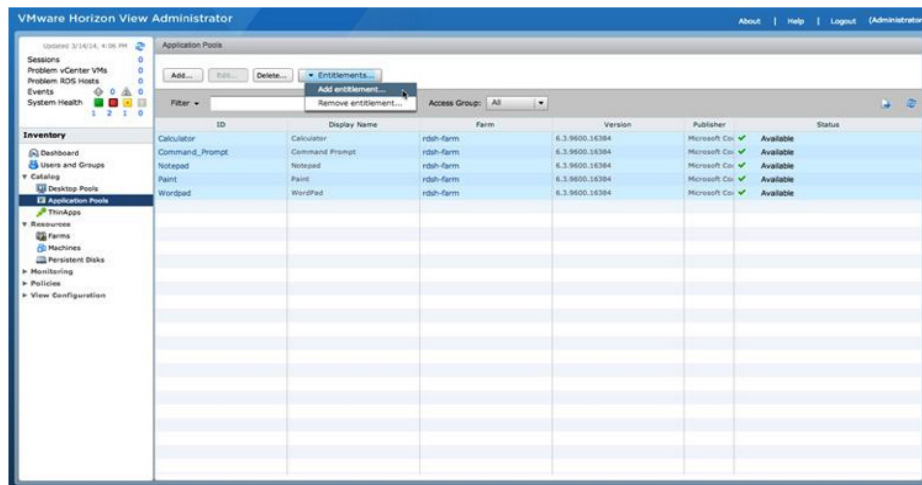 VMware Horizon View Administrator
About | Help | Logout (Administrator
Updated 3/14/14, 4:06 PM
Sessions 0
Problem vCenter VMs 0
Problem RDS Hosts 0
Events 0 0
System Health
1 2 1 0
Inventory
Dashboard
Users and Groups
Catalog
Desktop Pools
Application Pools
ThinApps
Resources
Farms
Machines
Persistent Disks
Monitoring
Policies
View Configuration
Application Pools
Add... Edit... Delete... Entitlements...
Add entitlement...
Remove entitlement...
Filter Access Group: All
ID Display Name Farm Version Publisher Status
Calculator Calculator rdsh-farm 6.3.9600.16384 Microsoft Co Available
Command_Prompt Command Prompt rdsh-farm 6.3.9600.16384 Microsoft Co Available
Notepad Notepad rdsh-farm 6.3.9600.16384 Microsoft Co Available
Paint Paint rdsh-farm 6.3.9600.16384 Microsoft Co Available
Wordpad WordPad rdsh-farm 6.3.9600.16384 Microsoft Co Available